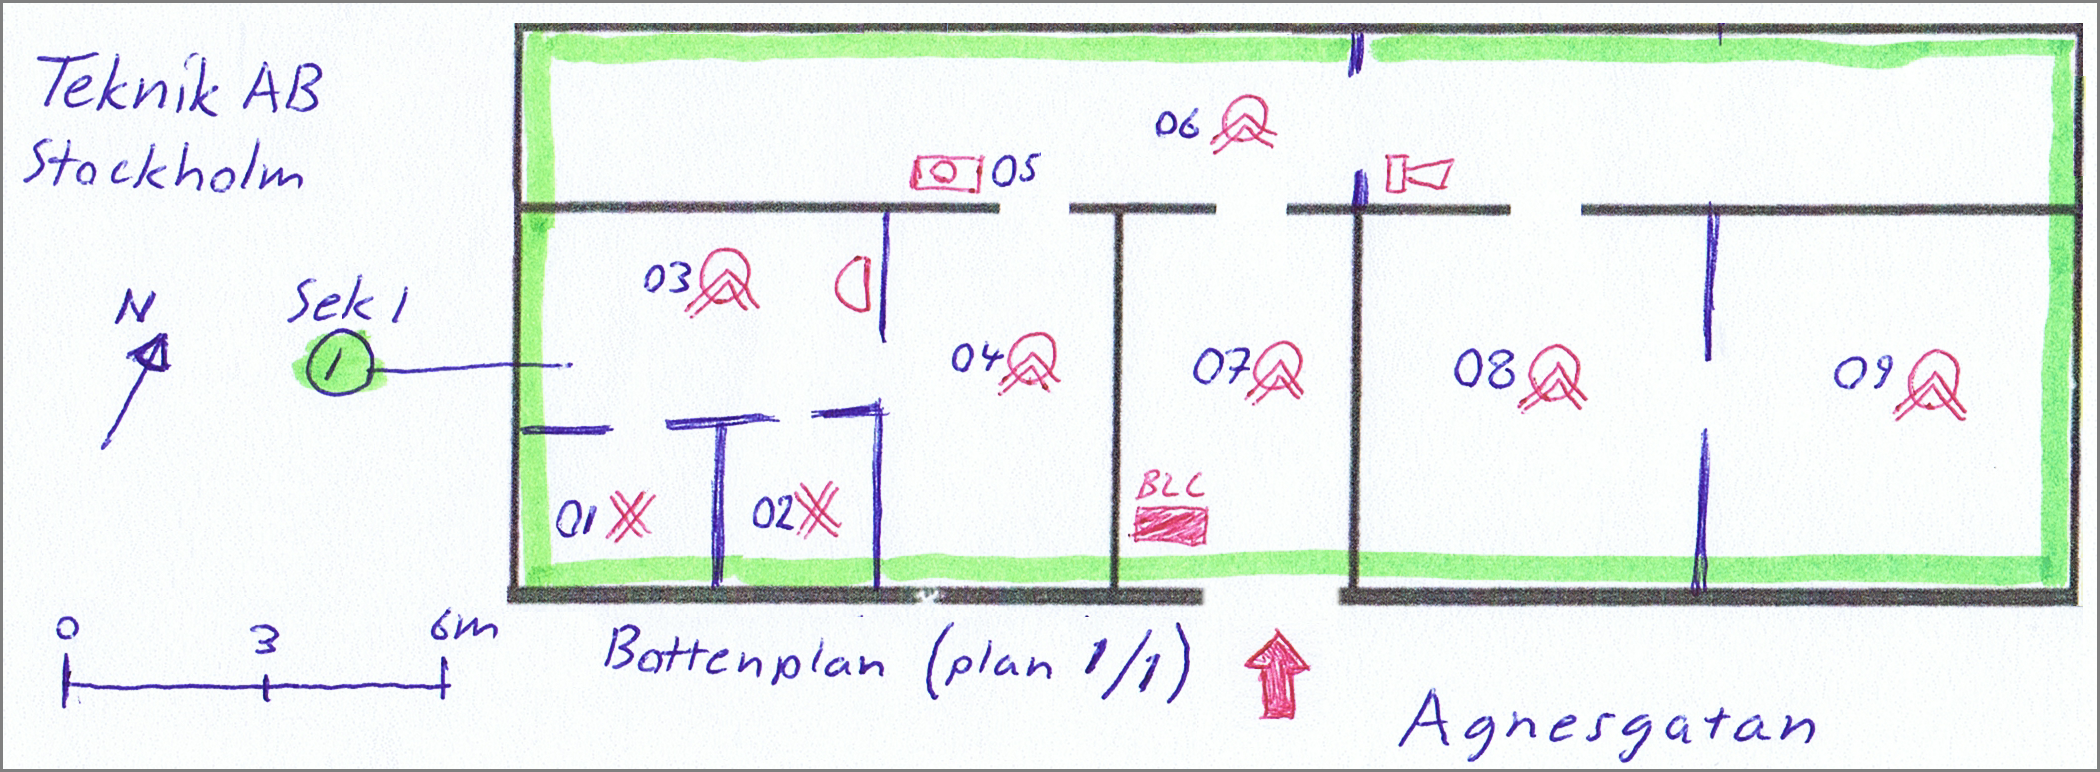 Teknik AB
Stockholm
N
Sek 1
1
0 3 6m
06
05
03
04
07
08
09
01
02
BLC
Bottenplan (plan 1/1)
Agnesgatan